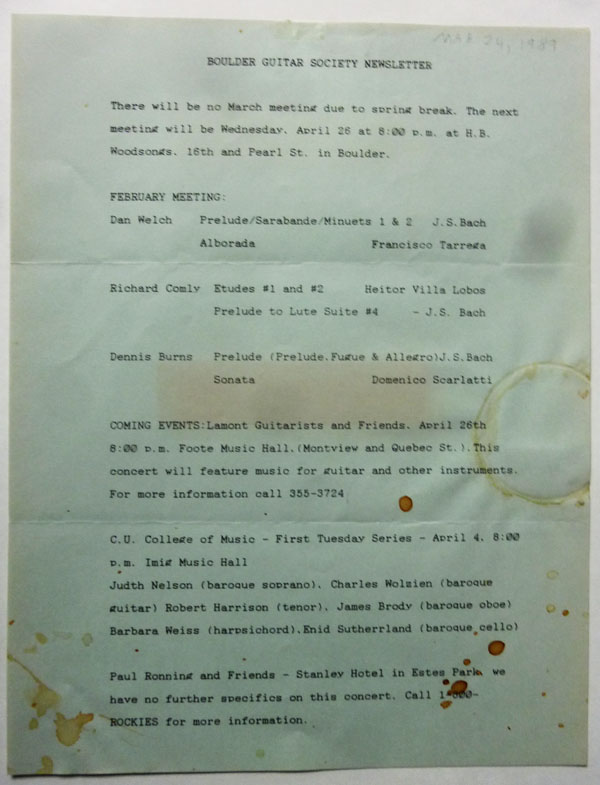 MAR 24, 1989
BOULDER GUITAR SOCIETY NEWSLETTER
There will be no March meeting due to spring break. The next
meeting will be Wednesday, April 26 at 8:00 p.m. at H.B.
Woodsongs. 16th and Pearl St. in Boulder.
FEBRUARY MEETING:
Dan Welch Prelude/Sarabande/Minuets 1 & 2 J.S.Bach
Alborada Francisco Tarrega
Richard Comly Etudes #1 and #2 Heitor Villa Lobos
Prelude to Lute Suite #4 - J.S. Bach
Dennis Burns Prelude (Prelude,Fugue & Allegro)J.S.Bach
Sonata Domenico Scarlatti
COMING EVENTS:Lamont Guitarists and Friends. April 26th
8:00 p.m. Foote Music Hall.(Montview and Quebec St.).This
concert will feature music for guitar and other instruments.
For more information call 355-3724
C.U. College of Music - First Tuesday Series - April 4, 8:00
p.m. Imig Music Hall
Judth Nelson (baroque soprano), Charles Wolzien (baroque
guitar) Robert Harrison (tenor), James Brody (baroque oboe)
Barbara Weiss (harpsichord),Enid Sutherrland (baroque cello)
Paul Ronning and Friends - Stanley Hotel in Estes Park. we
have no further specifics on this concert. Call
ROCKIES for more information.